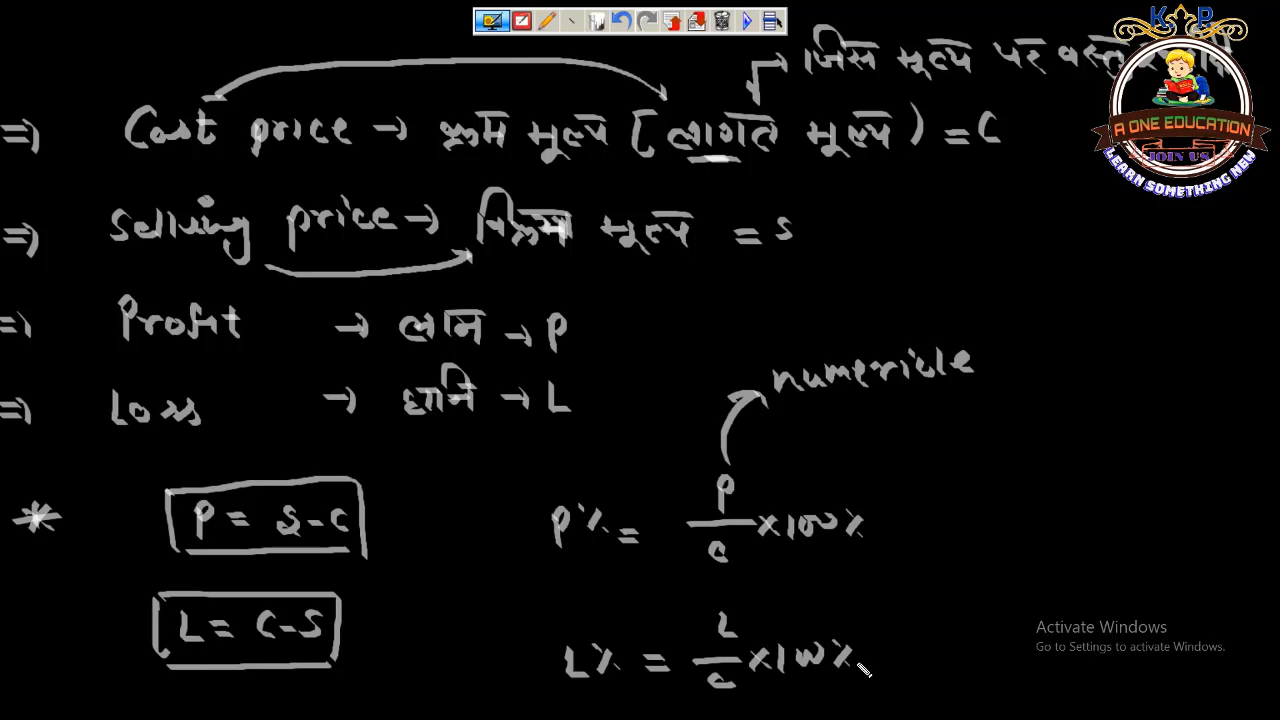 K P
जिस मूल्य पर वस्तु
A ONE EDUCATION
JOIN US
LEARN SOMETHING NEW
=) Cost price → क्रय मूल्य [लागत मूल्य) = C
=) Selling price → विक्रय मूल्य = S
=) Profit → लाभ → P
=) Loss → हानि → L
numericle
* P = S-C P% = P/C ×100%
L = C-S L% = L/C ×100%
Activate Windows
Go to Settings to activate Windows.